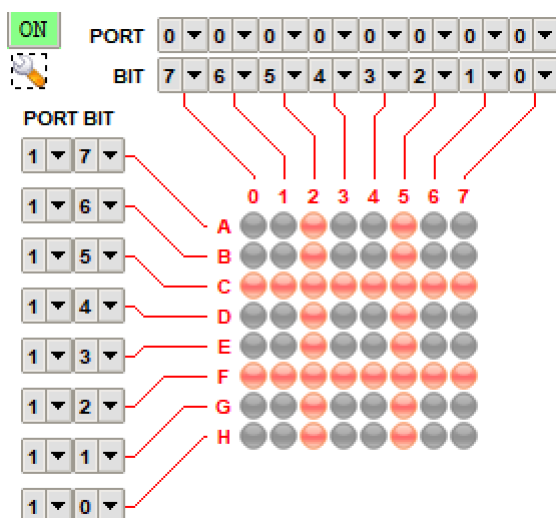 ON
PORT 0 0 0 0 0 0 0 0
BIT 7 6 5 4 3 2 1 0
PORT BIT
1 7
1 6
1 5
1 4
1 3
1 2
1 1
1 0
0 1 2 3 4 5 6 7
A
B
C
D
E
F
G
H